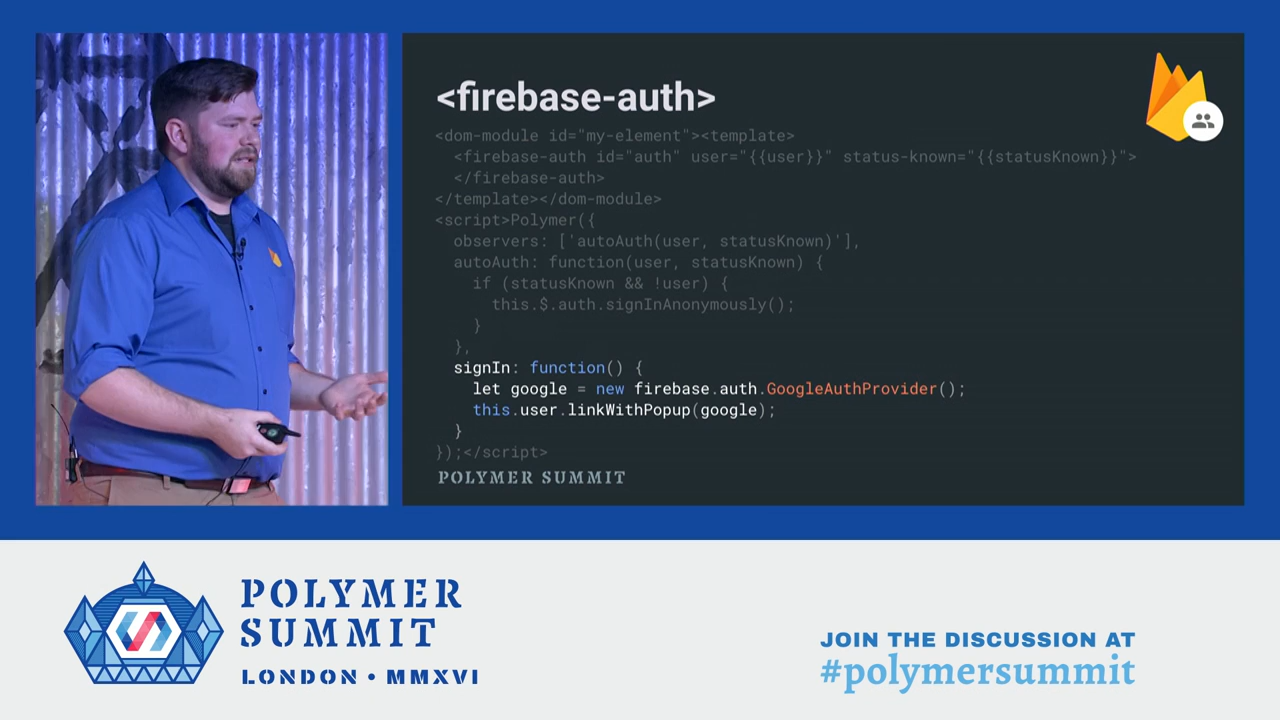 <firebase-auth>
<dom-module id="my-element"><template>
<firebase-auth id="auth" user="{{user}}" status-known="{{statusKnown}}">
</firebase-auth>
</template></dom-module>
<script>Polymer({
observers: ['autoAuth(user, statusKnown)'],
autoAuth: function(user, statusKnown) {
if (statusKnown && !user) {
this.$.auth.signInAnonymously();
}
},
signIn: function() {
let google = new firebase.auth.GoogleAuthProvider();
this.user.linkWithPopup(google);
}
});</script>
POLYMER SUMMIT
POLYMER
SUMMIT
LONDON • MMXVI
JOIN THE DISCUSSION AT
#polymersummit